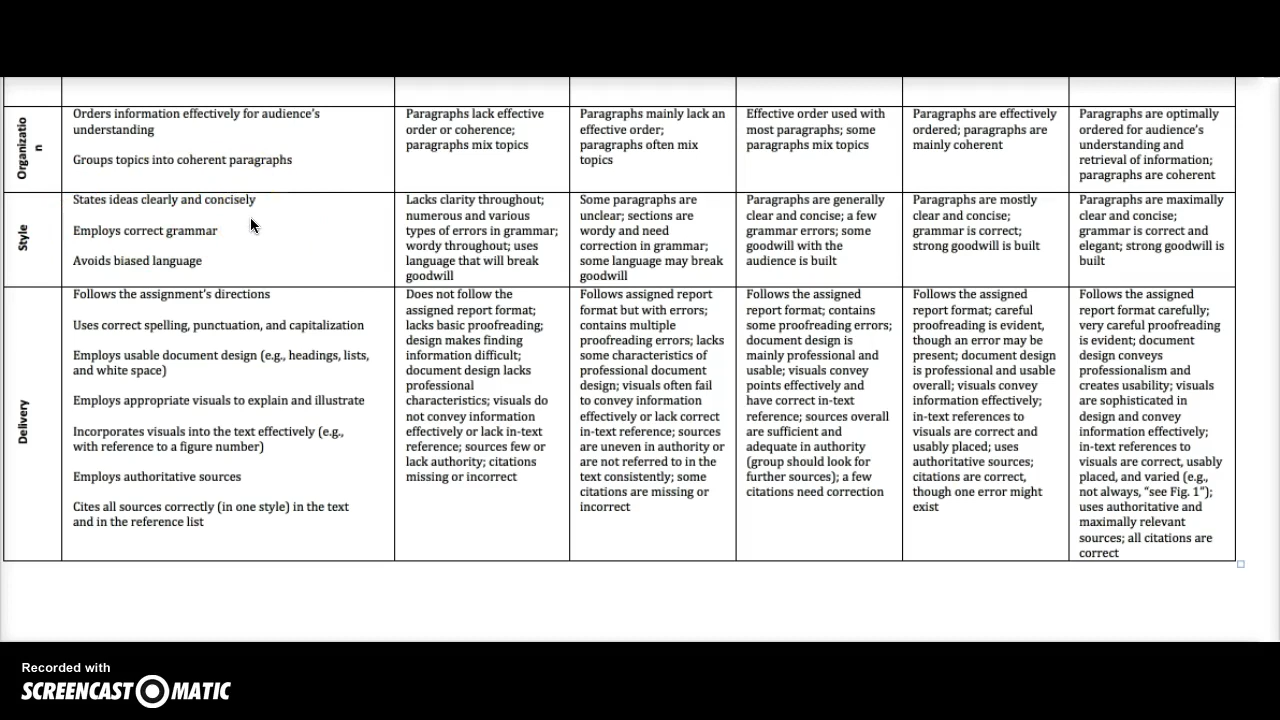 Organizatio
n
Orders information effectively for audience's
understanding
Groups topics into coherent paragraphs
Paragraphs lack effective
order or coherence;
paragraphs mix topics
Paragraphs mainly lack an
effective order;
paragraphs often mix
topics
Effective order used with
most paragraphs; some
paragraphs mix topics
Paragraphs are effectively
ordered; paragraphs are
mainly coherent
Paragraphs are optimally
ordered for audience's
understanding and
retrieval of information;
paragraphs are coherent
Style
States ideas clearly and concisely
Employs correct grammar
Avoids biased language
Lacks clarity throughout;
numerous and various
types of errors in grammar;
wordy throughout; uses
language that will break
goodwill
Some paragraphs are
unclear; sections are
wordy and need
correction in grammar;
some language may break
goodwill
Paragraphs are generally
clear and concise; a few
grammar errors; some
goodwill with the
audience is built
Paragraphs are mostly
clear and concise;
grammar is correct;
strong goodwill is built
Paragraphs are maximally
clear and concise;
grammar is correct and
elegant; strong goodwill is
built
Delivery
Follows the assignment's directions
Uses correct spelling, punctuation, and capitalization
Employs usable document design (e.g., headings, lists,
and white space)
Employs appropriate visuals to explain and illustrate
Incorporates visuals into the text effectively (e.g.,
with reference to a figure number)
Employs authoritative sources
Cites all sources correctly (in one style) in the text
and in the reference list
Does not follow the
assigned report format;
lacks basic proofreading;
design makes finding
information difficult;
document design lacks
professional
characteristics; visuals do
not convey information
effectively or lack in-text
reference; sources few or
lack authority; citations
missing or incorrect
Follows assigned report
format but with errors;
contains multiple
proofreading errors; lacks
some characteristics of
professional document
design; visuals often fail
to convey information
effectively or lack correct
in-text reference; sources
are uneven in authority or
are not referred to in the
text consistently; some
citations are missing or
incorrect
Follows the assigned
report format; contains
some proofreading errors;
document design is
mainly professional and
usable; visuals convey
points effectively and
have correct in-text
reference; sources overall
are sufficient and
adequate in authority
(group should look for
further sources); a few
citations need correction
Follows the assigned
report format; careful
proofreading is evident,
though an error may be
present; document design
is professional and usable
overall; visuals convey
information effectively;
in-text references to
visuals are correct and
usably placed; uses
authoritative sources;
citations are correct,
though one error might
exist
Follows the assigned
report format carefully;
very careful proofreading
is evident; document
design conveys
professionalism and
creates usability; visuals
are sophisticated in
design and convey
information effectively;
in-text references to
visuals are correct, usably
placed, and varied (e.g.,
not always, “see Fig. 1”);
uses authoritative and
maximally relevant
sources; all citations are
correct
Recorded with
SCREENCAST MATIC